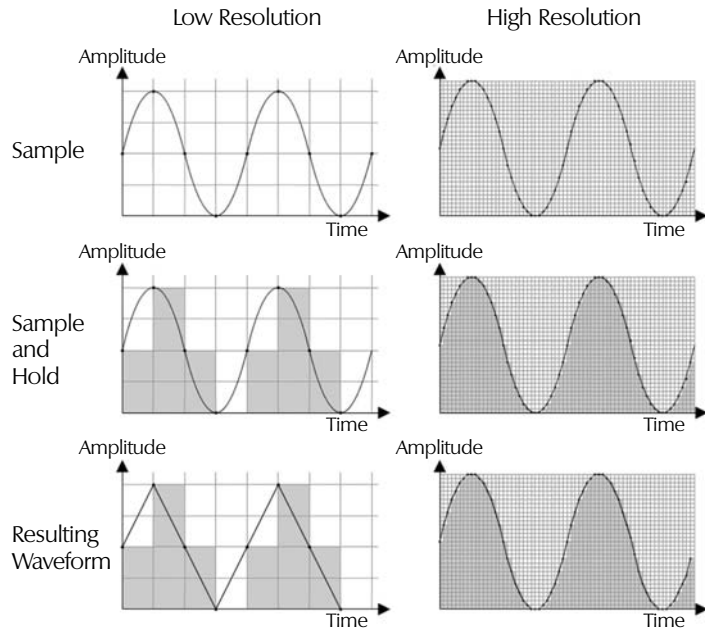 Low Resolution
High Resolution
Amplitude
Amplitude
Sample
Time
Time
Amplitude
Amplitude
Sample
and
Hold
Time
Time
Amplitude
Amplitude
Resulting
Waveform
Time
Time